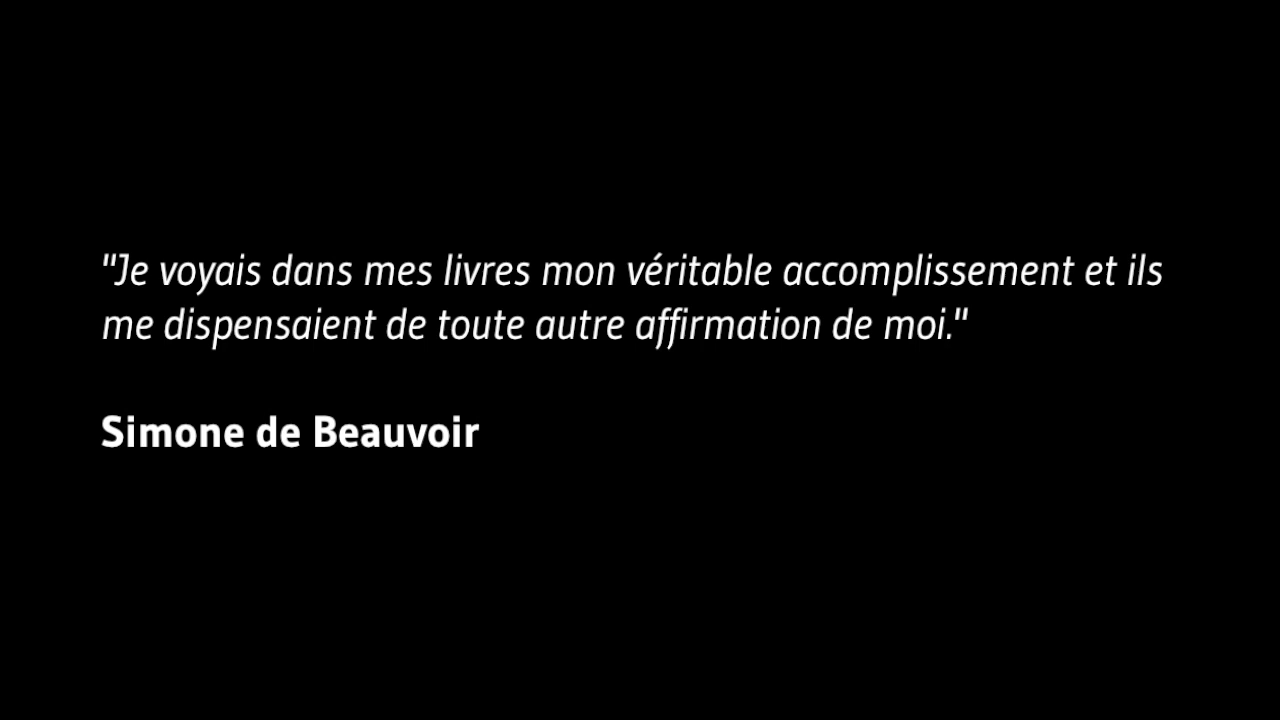 "Je voyais dans mes livres mon véritable accomplissement et ils
me dispensaient de toute autre affirmation de moi."
Simone de Beauvoir